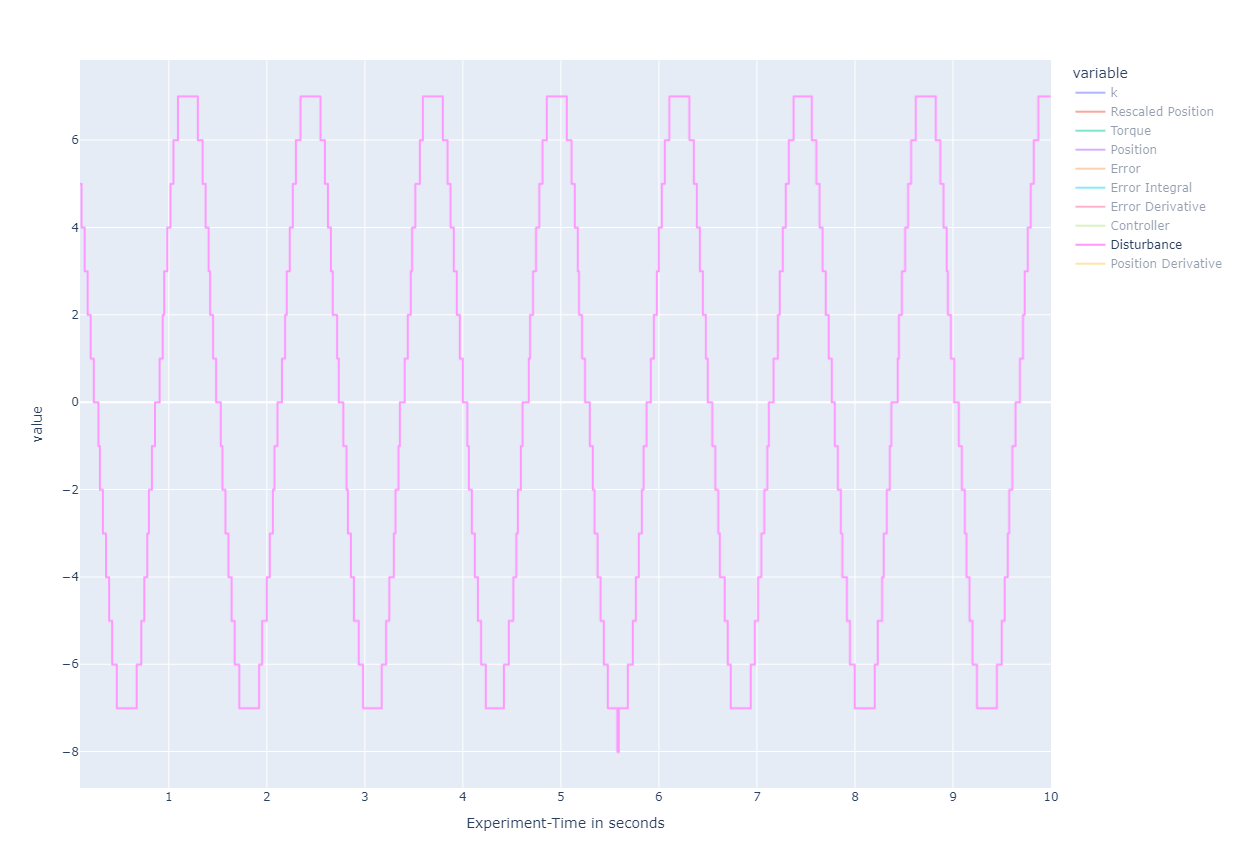 variable
k
Rescaled Position
Torque
Position
Error
Error Integral
Error Derivative
Controller
Disturbance
Position Derivative
6
4
2
0
−2
−4
−6
−8
value
1 2 3 4 5 6 7 8 9 10
Experiment-Time in seconds